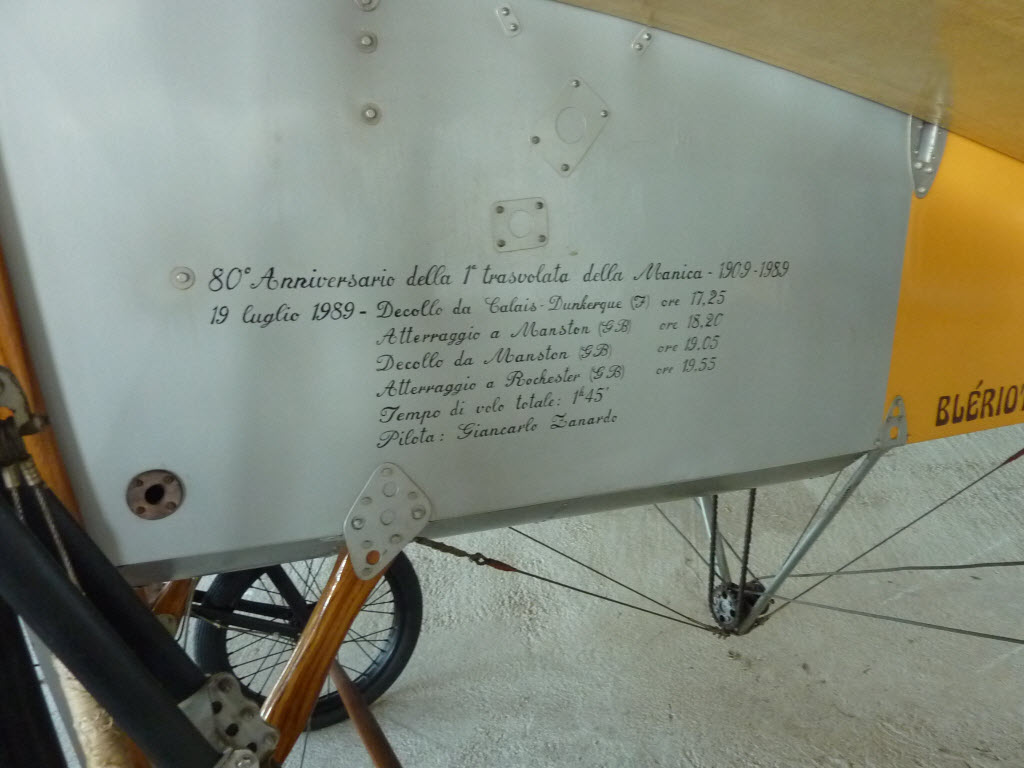 80° Anniversario della 1ª trasvolata della Manica - 1909-1989
19 luglio 1989 - Decollo da Calais-Dunkerque (F) ore 17,25
Atterraggio a Manston (GB) ore 18,20
Decollo da Manston (GB) ore 19.05
Atterraggio a Rochester (GB) ore 19.55
Tempo di volo totale: 1ʰ45'
Pilota: Giancarlo Zanardo
BLÉRIOT